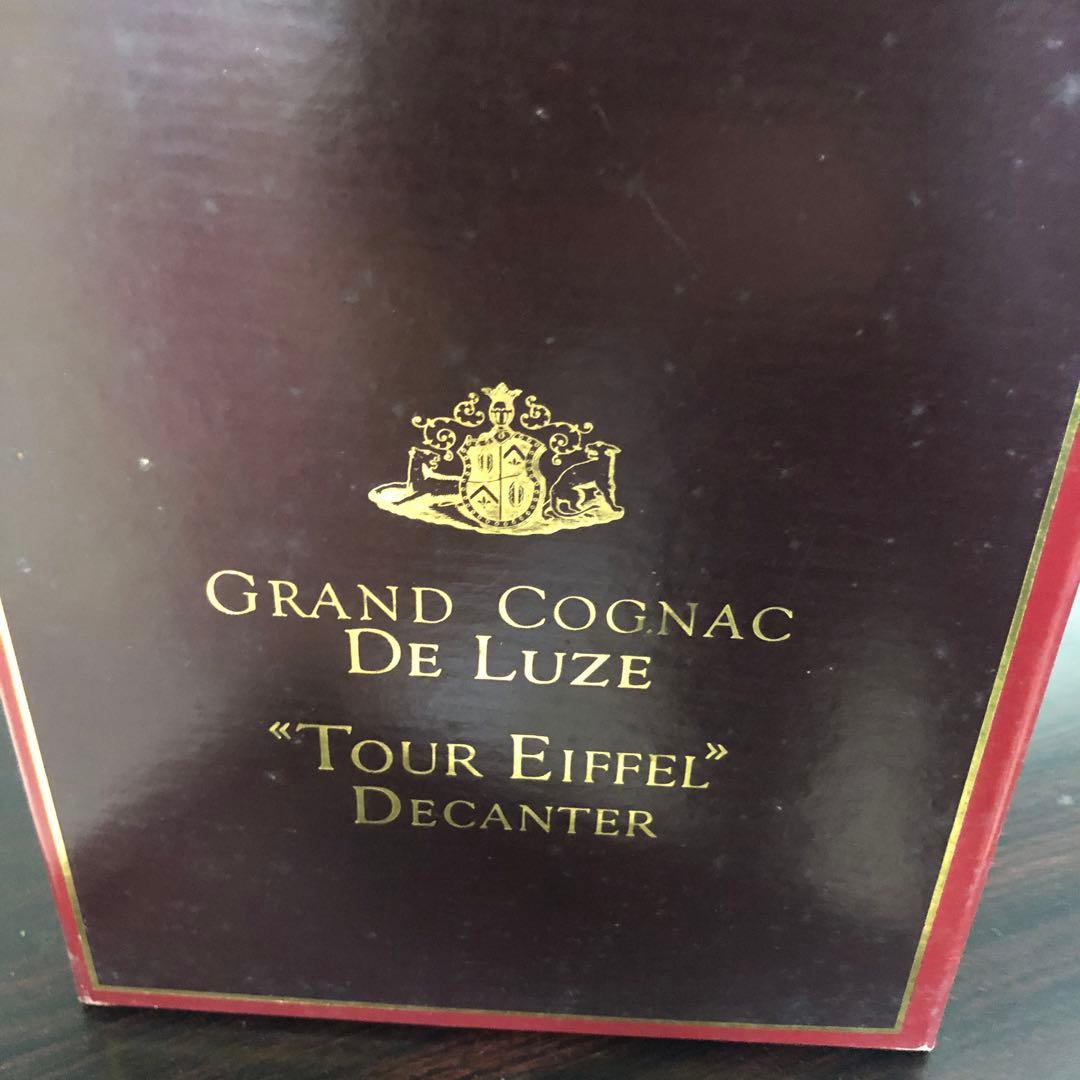 GRAND COGNAC
DE LUZE
«TOUR EIFFEL»
DECANTER